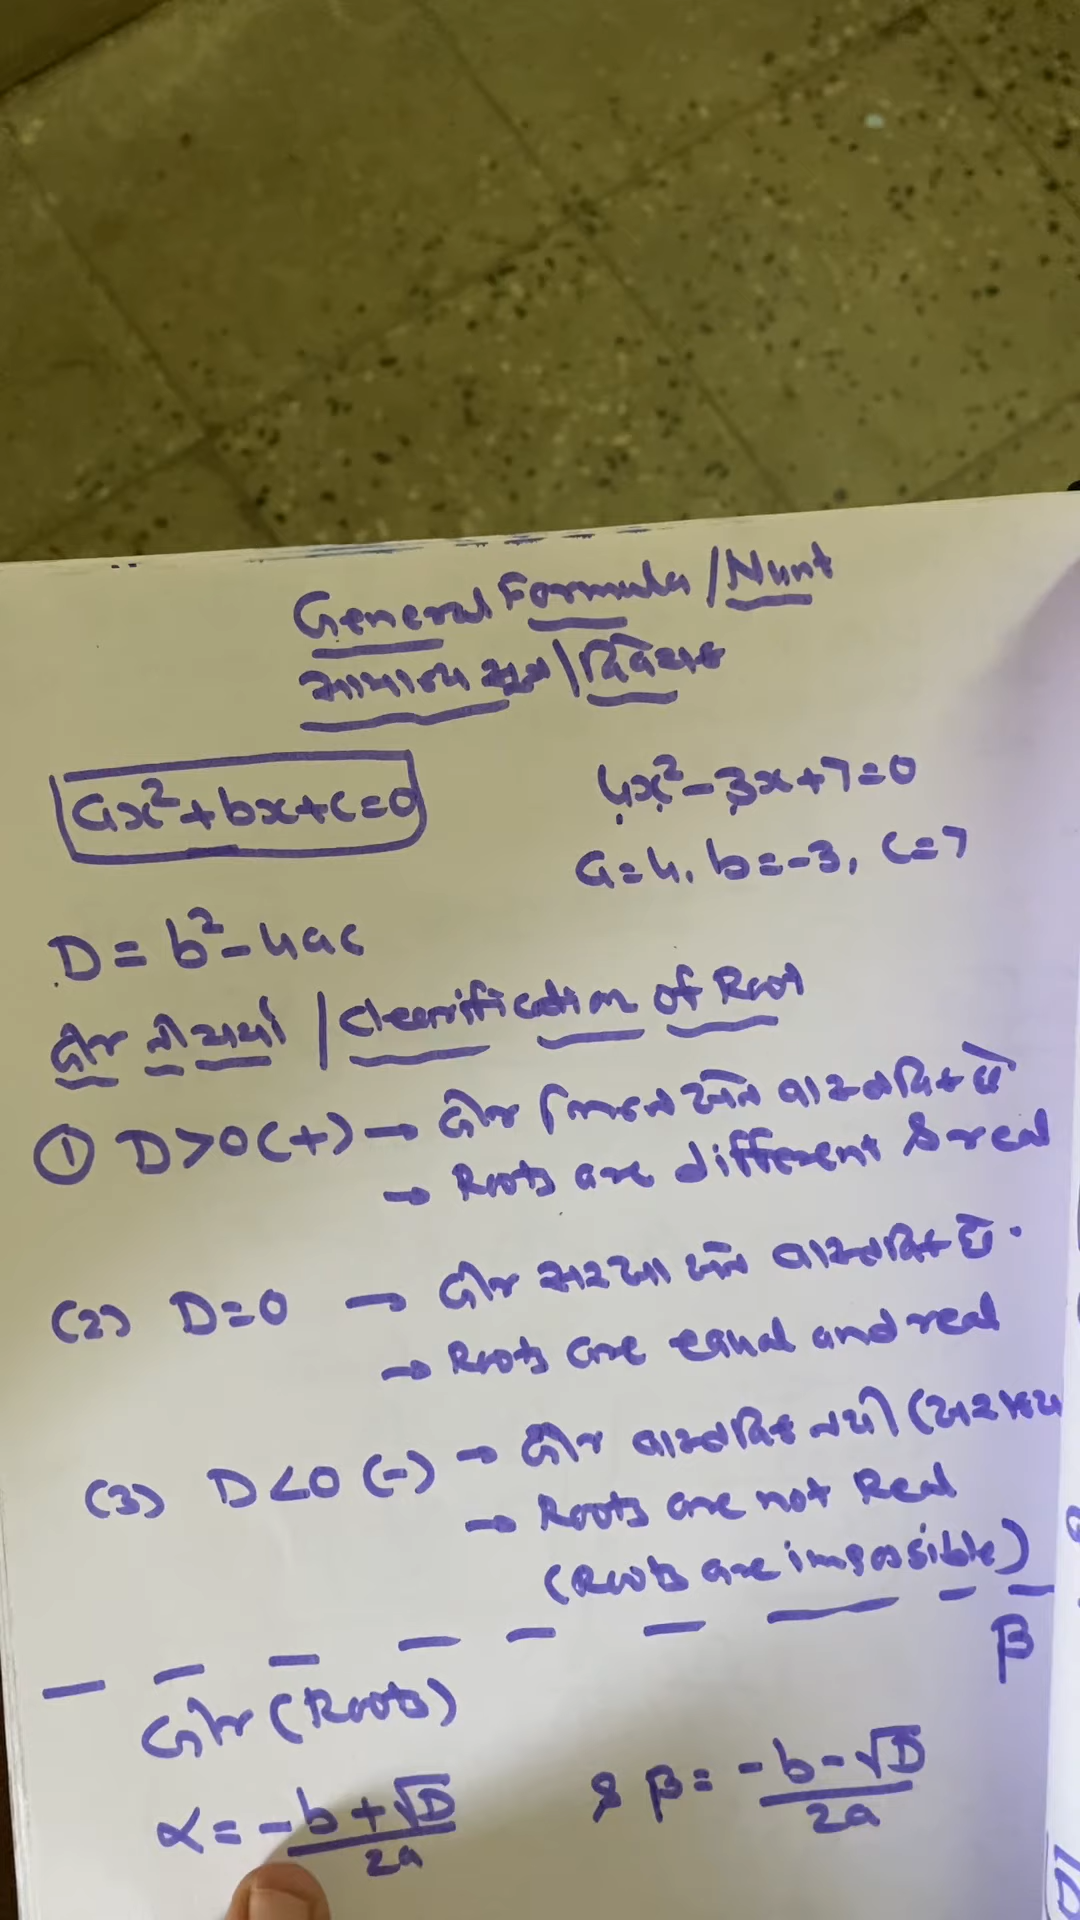 General Formula / Nunt
સામાન્ય સૂત્ર / વિવેચક
ax²+bx+c=0
4x²-3x+7=0
a=4, b=-3, c=7
D = b²-4ac
બીજ ની / of Root
① D>0(+) → બીજ ભિન્ન અને વાસ્તવિક છે
→ Roots are different & real
(2) D=0 → બીજ સરખા અને વાસ્તવિક છે.
→ Roots are equal and real
(3) D<0 (-) → બીજ વાસ્તવિક નથી
→ Roots are not Real
(Roots are impossible)
β
બીજ (Roots)
α = -b+√D / 2a & β = -b-√D / 2a